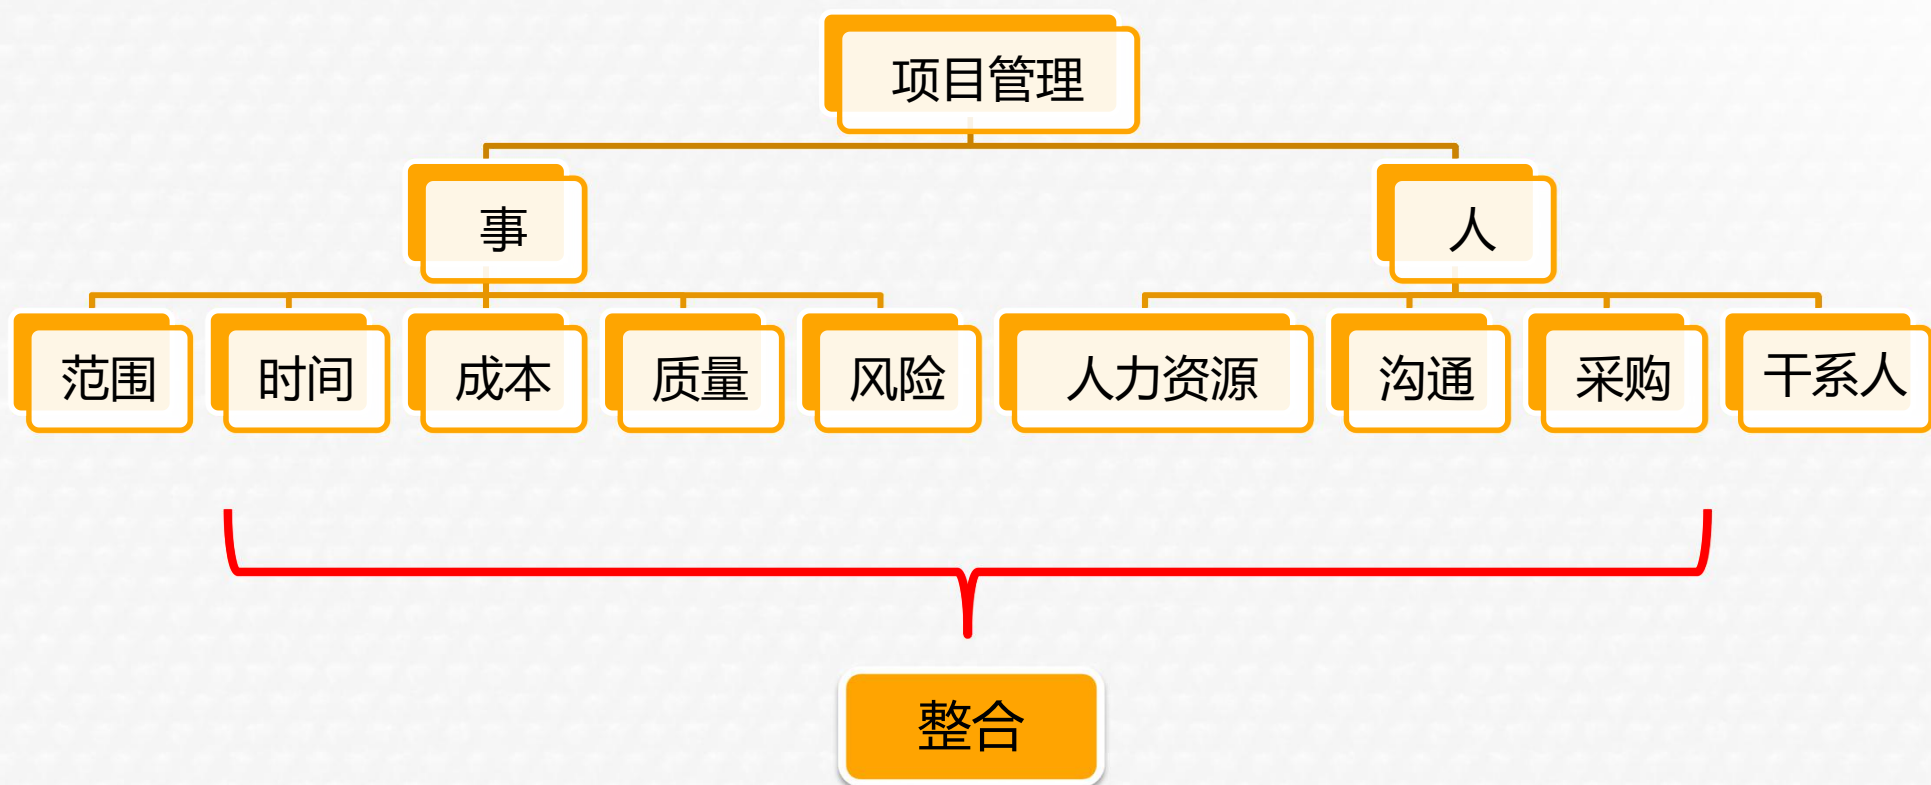 项目管理
事
人
范围
时间
成本
质量
风险
人力资源
沟通
采购
干系人
整合